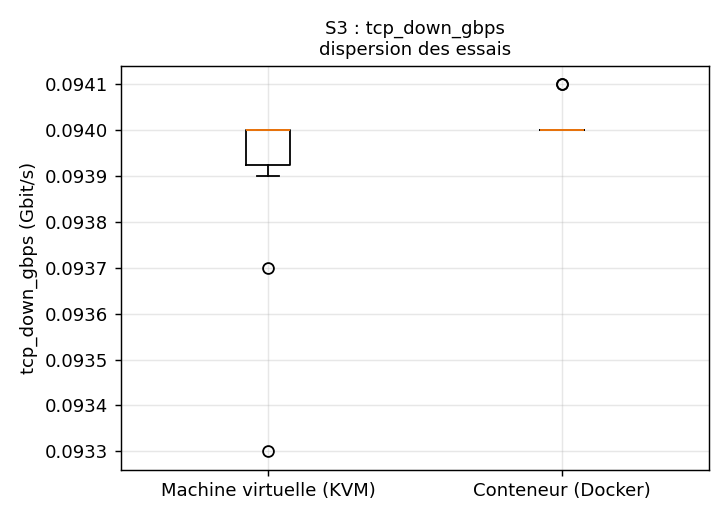 S3 : tcp_down_gbps
dispersion des essais
tcp_down_gbps (Gbit/s)
0.0941
0.0940
0.0939
0.0938
0.0937
0.0936
0.0935
0.0934
0.0933
Machine virtuelle (KVM)
Conteneur (Docker)